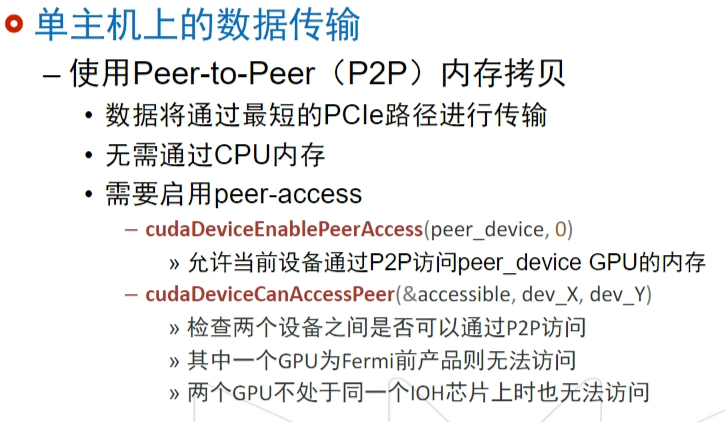 单主机上的数据传输
– 使用Peer-to-Peer（P2P）内存拷贝
• 数据将通过最短的PCIe路径进行传输
• 无需通过CPU内存
• 需要启用peer-access
– cudaDeviceEnablePeerAccess(peer_device, 0)
» 允许当前设备通过P2P访问peer_device GPU的内存
– cudaDeviceCanAccessPeer(&accessible, dev_X, dev_Y)
» 检查两个设备之间是否可以通过P2P访问
» 其中一个GPU为Fermi前产品则无法访问
» 两个GPU不处于同一个IOH芯片上时也无法访问